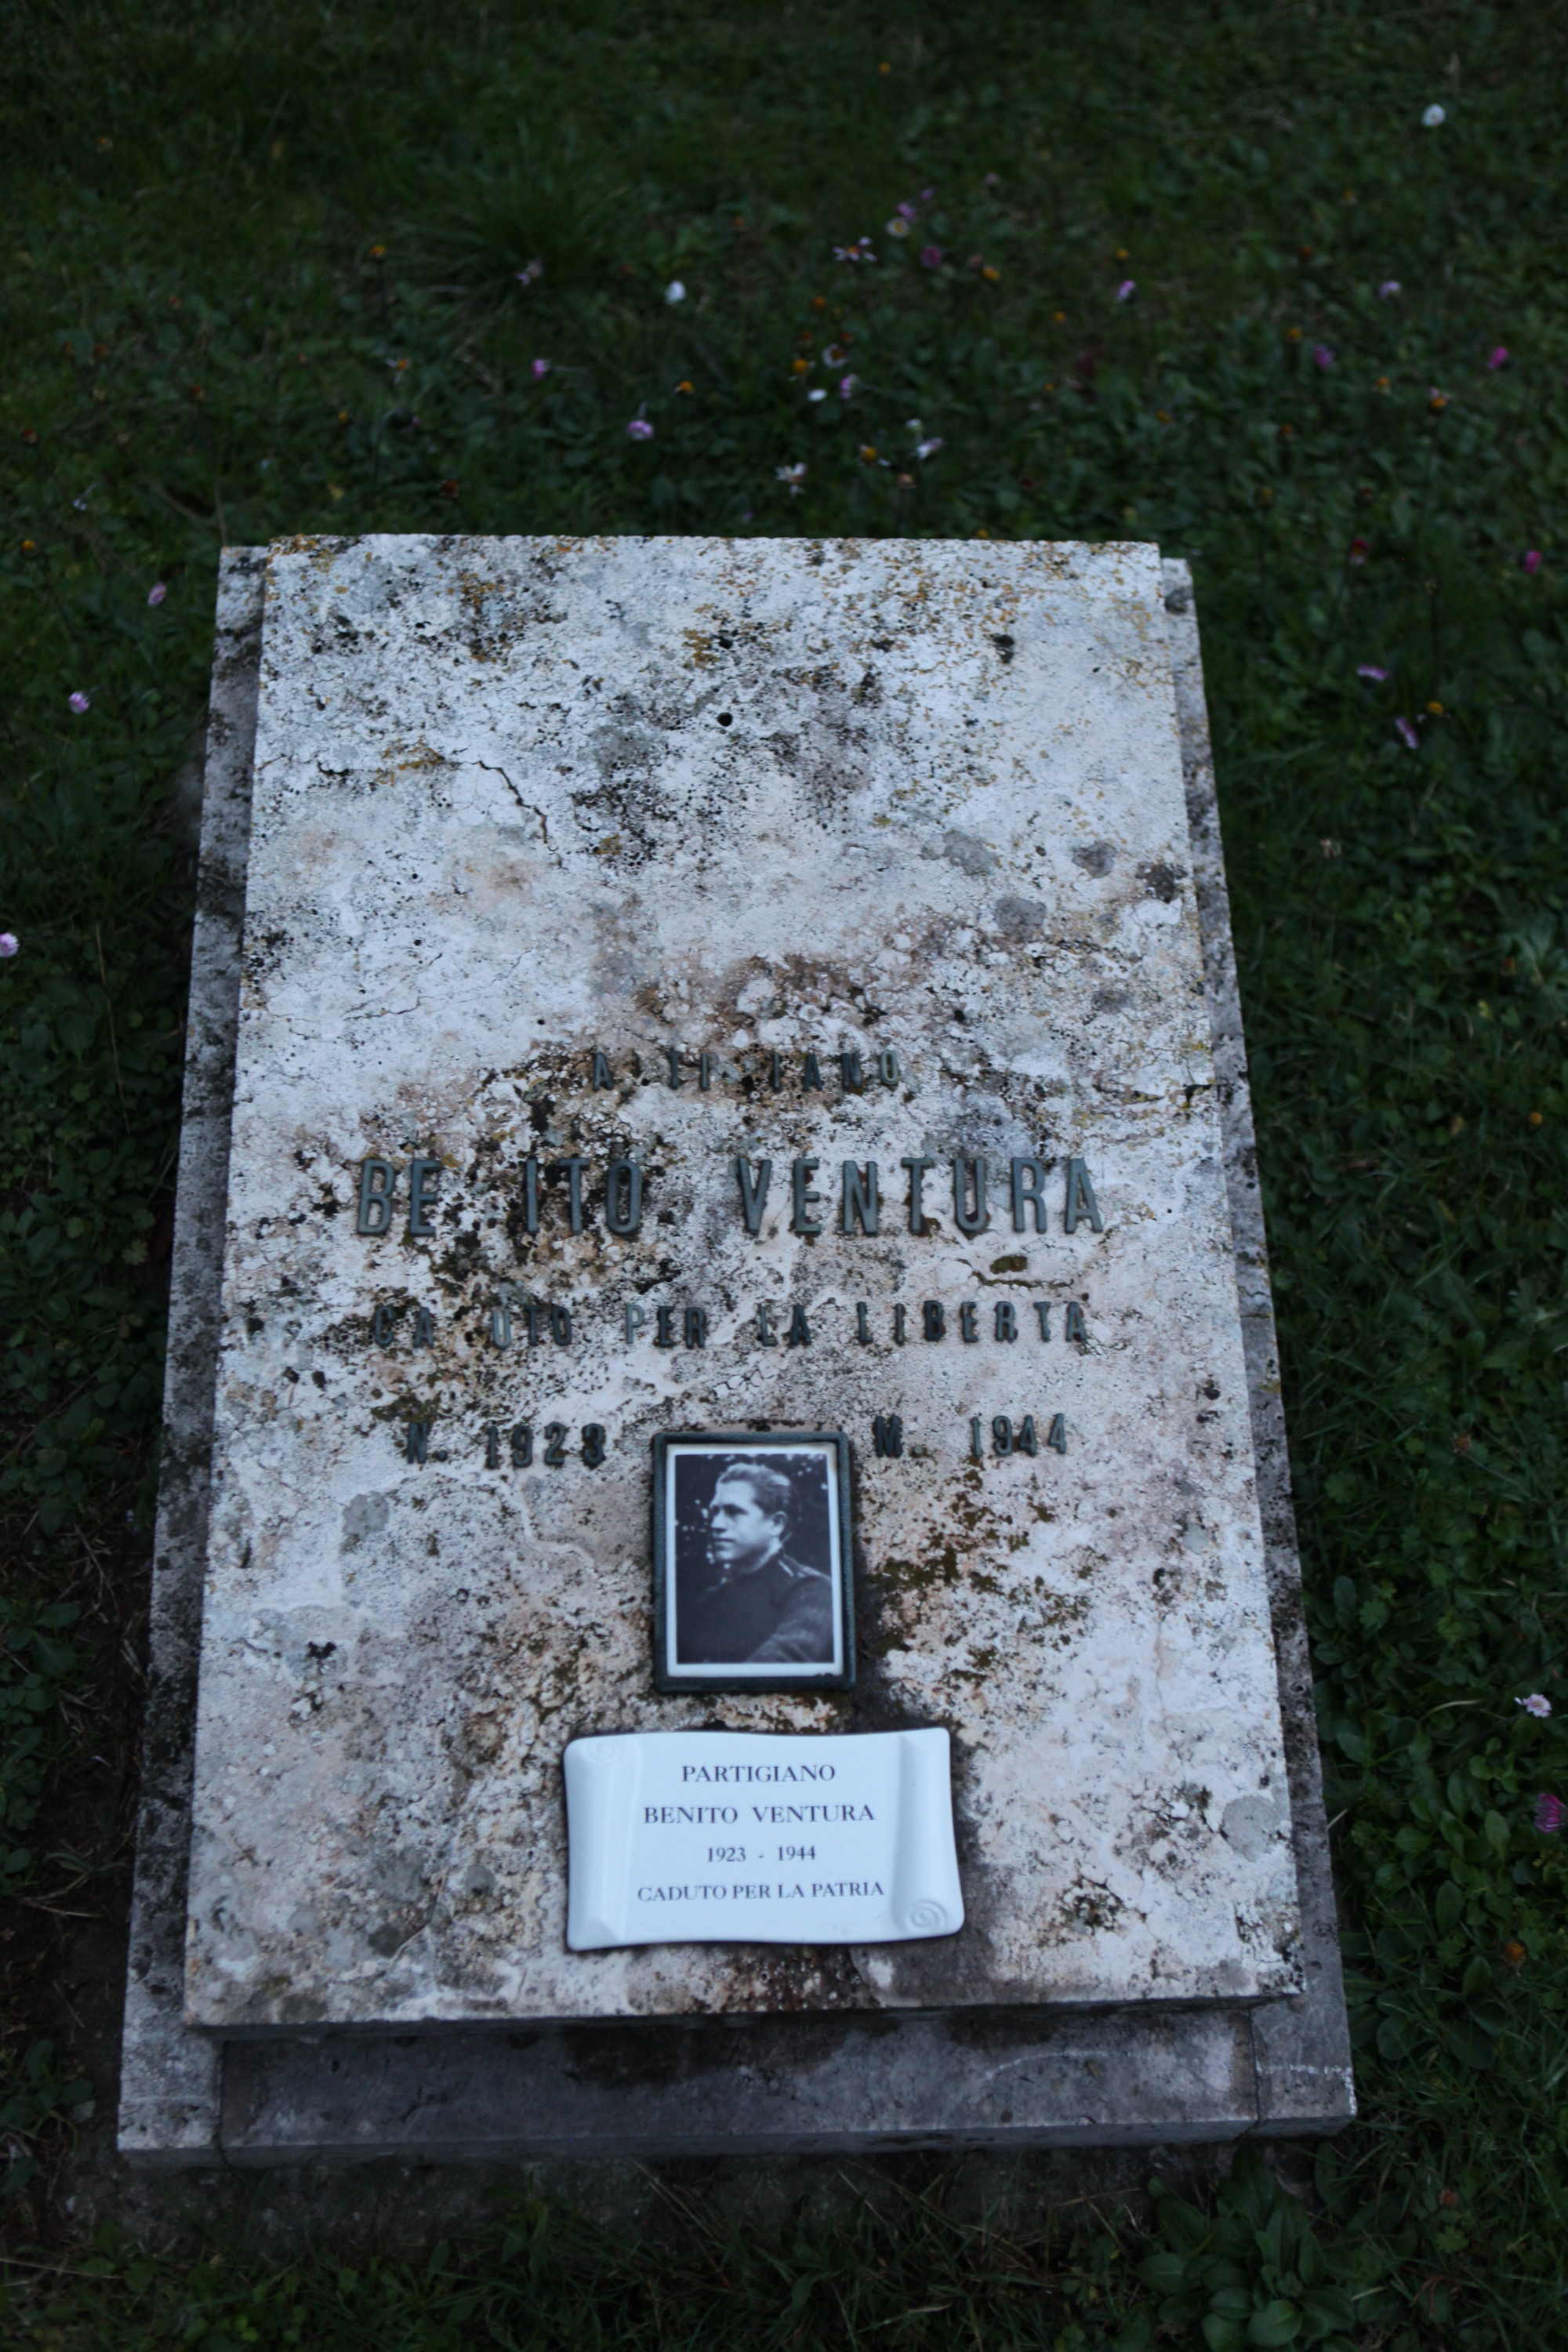 BE ITO VENTURA
CA UTO PER LA LIBERTA
N. 1923 M. 1944
PARTIGIANO
BENITO VENTURA
1923 - 1944
CADUTO PER LA PATRIA